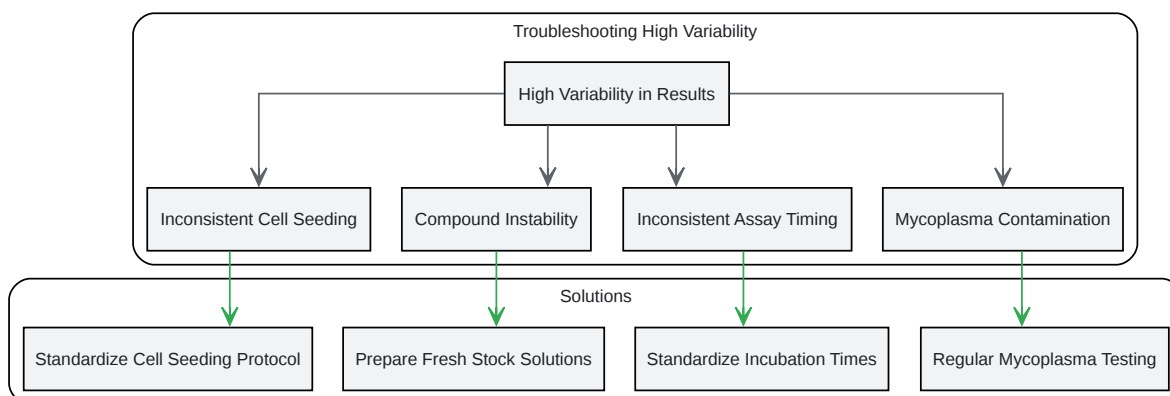 Troubleshooting High Variability
High Variability in Results
Inconsistent Cell Seeding
Compound Instability
Inconsistent Assay Timing
Mycoplasma Contamination
Solutions
Standardize Cell Seeding Protocol
Prepare Fresh Stock Solutions
Standardize Incubation Times
Regular Mycoplasma Testing